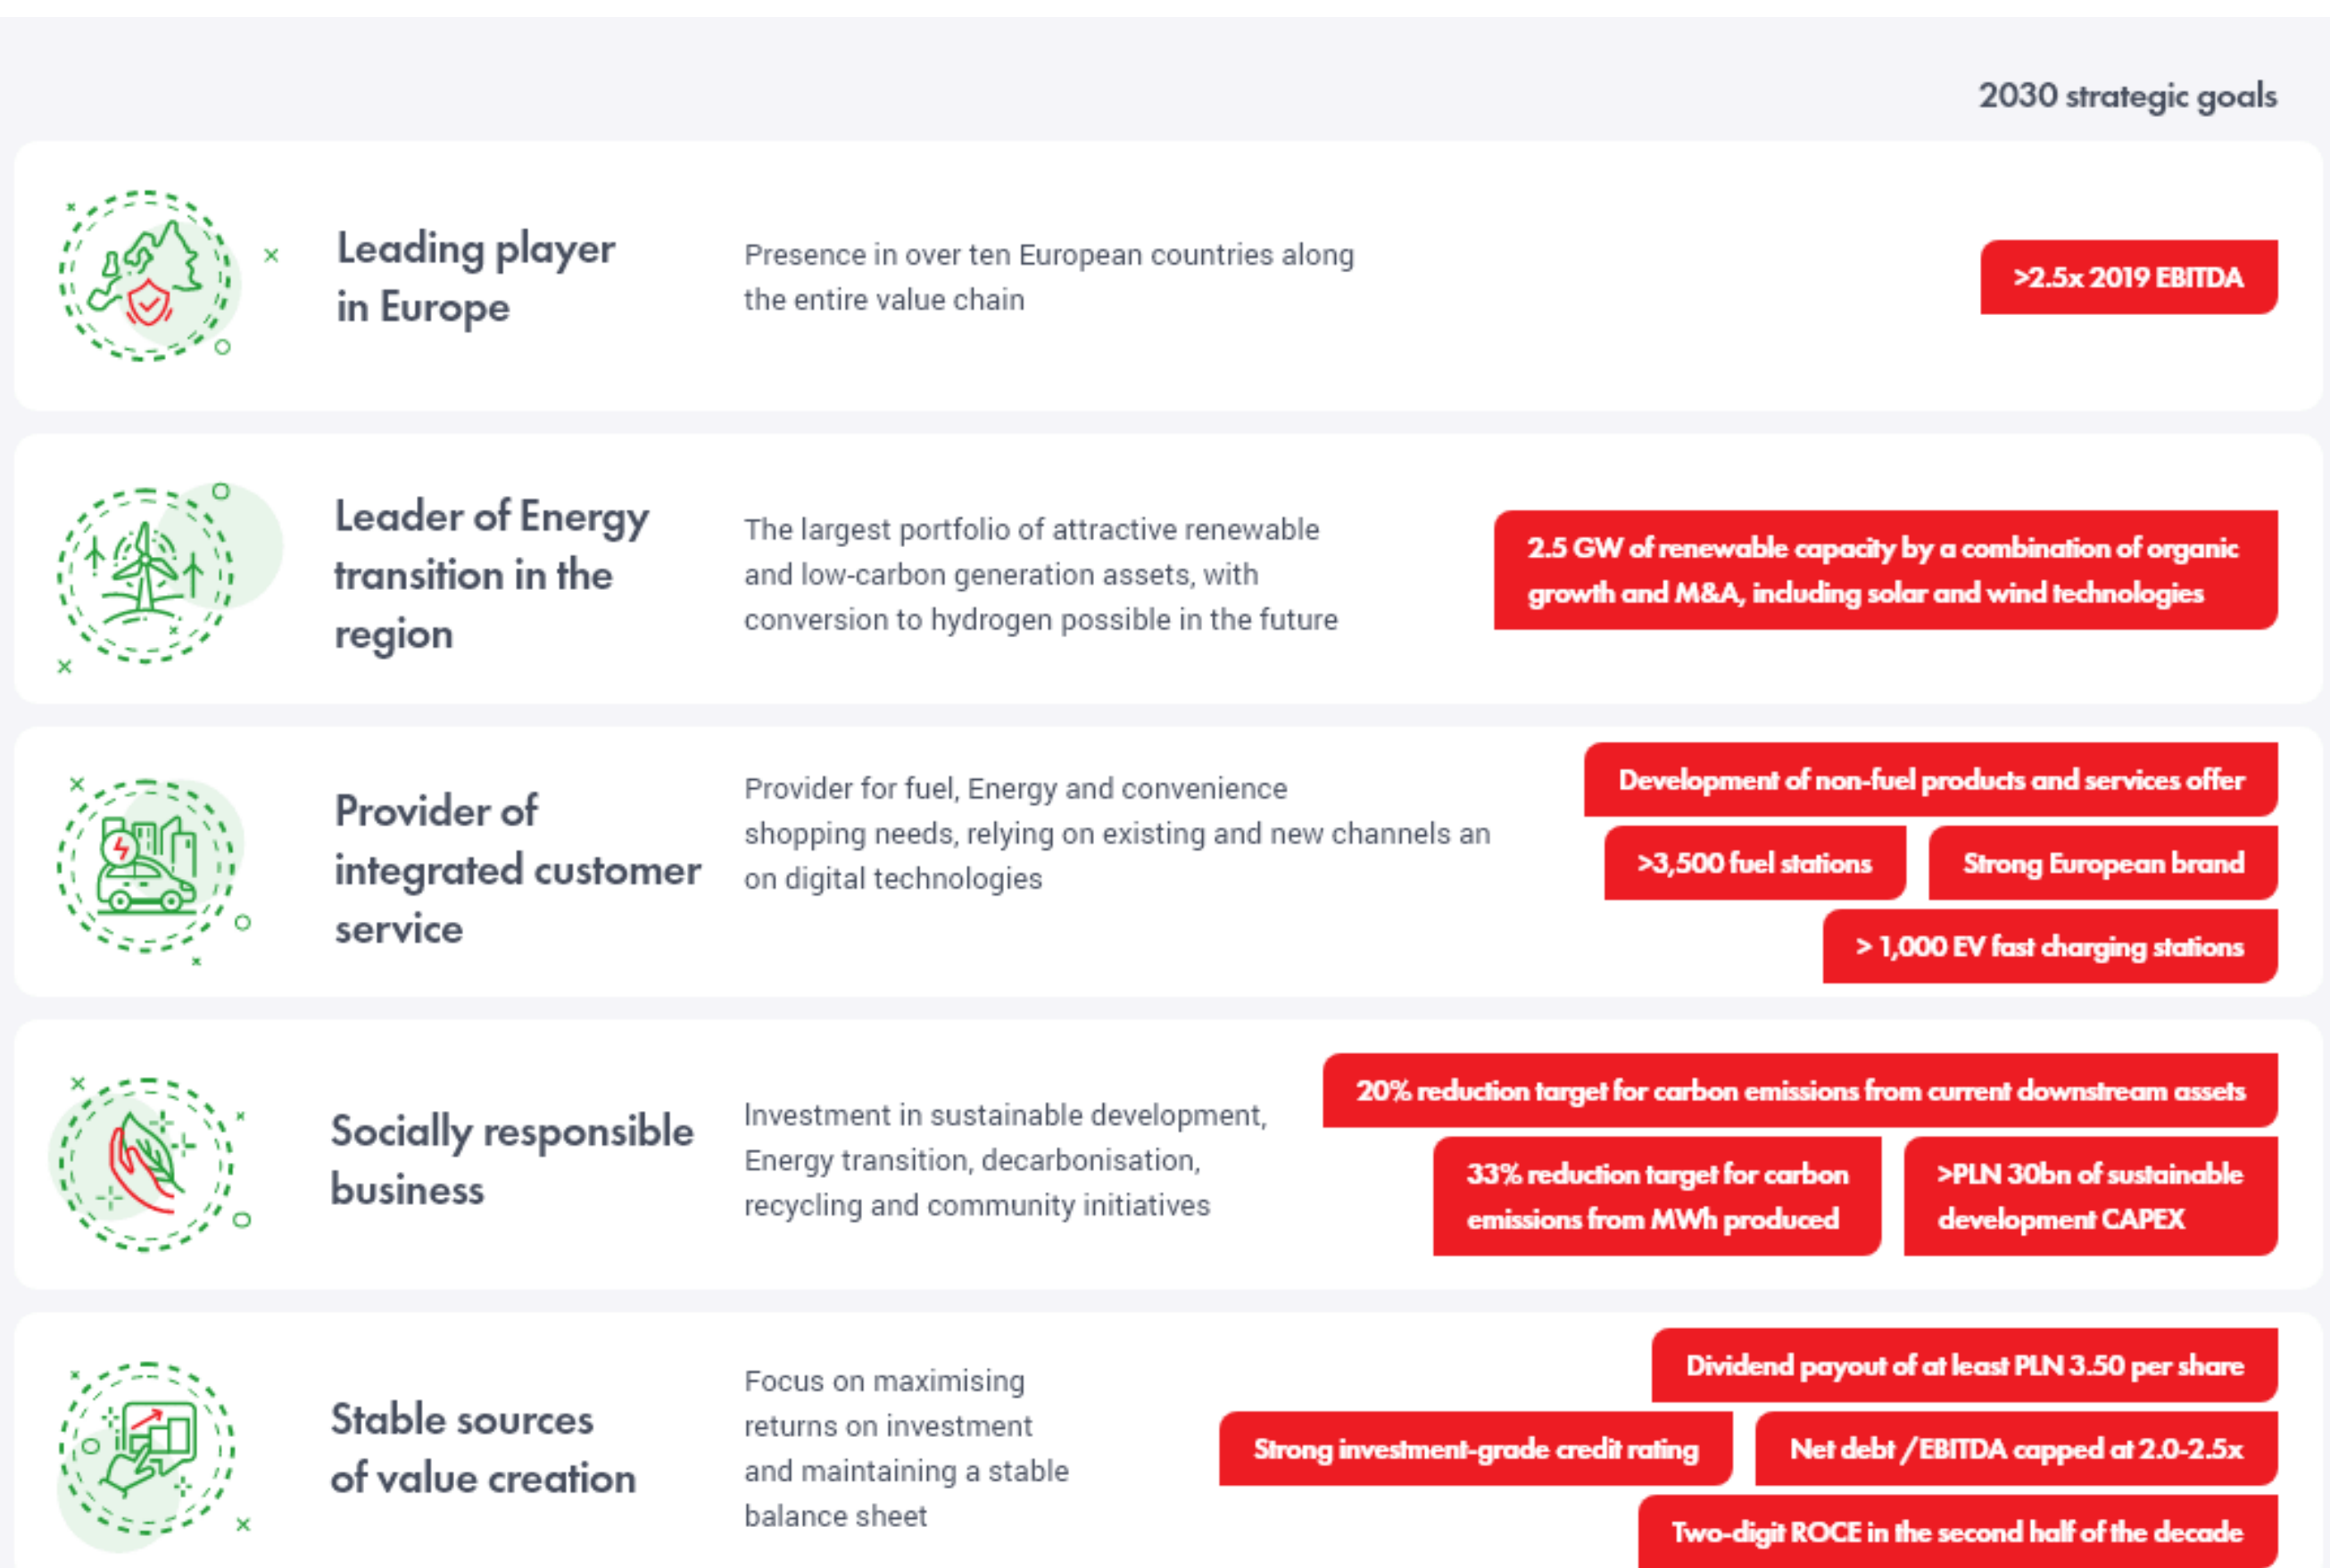 2030 strategic goals
Leading player
in Europe
Presence in over ten European countries along
the entire value chain
>2.5x 2019 EBITDA
Leader of Energy
transition in the
region
The largest portfolio of attractive renewable
and low-carbon generation assets, with
conversion to hydrogen possible in the future
2.5 GW of renewable capacity by a combination of organic
growth and M&A, including solar and wind technologies
Provider of
integrated customer
service
Provider for fuel, Energy and convenience
shopping needs, relying on existing and new channels an
on digital technologies
Development of non-fuel products and services offer
>3,500 fuel stations
Strong European brand
> 1,000 EV fast charging stations
Socially responsible
business
Investment in sustainable development,
Energy transition, decarbonisation,
recycling and community initiatives
20% reduction target for carbon emissions from current downstream assets
33% reduction target for carbon
emissions from MWh produced
>PLN 30bn of sustainable
development CAPEX
Stable sources
of value creation
Focus on maximising
returns on investment
and maintaining a stable
balance sheet
Dividend payout of at least PLN 3.50 per share
Strong investment-grade credit rating
Net debt /EBITDA capped at 2.0-2.5x
Two-digit ROCE in the second half of the decade